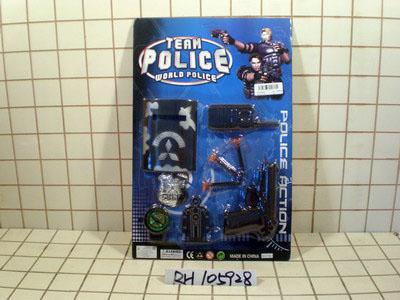 TEAM
POLICE
WORLD POLICE
POLICE ACTION
MADE IN CHINA
RH 105928